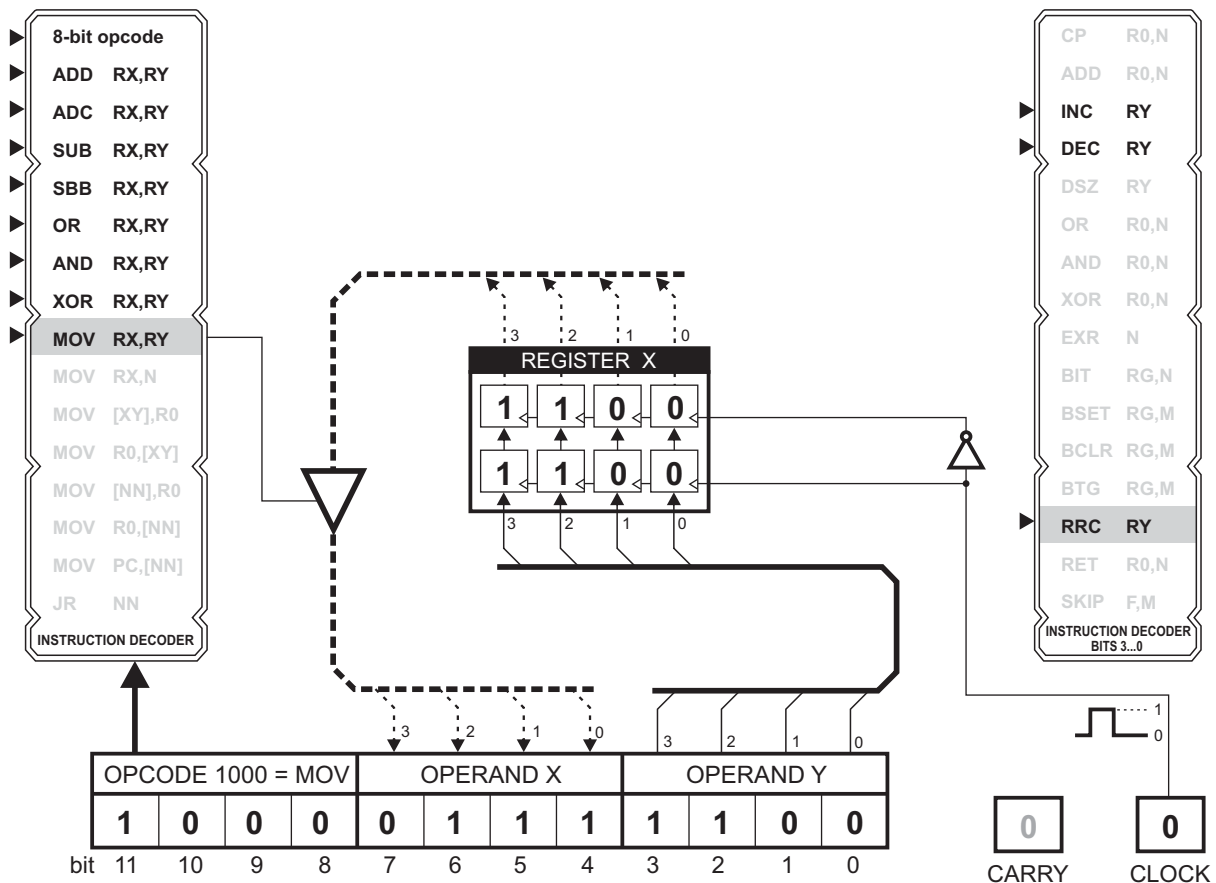 8-bit opcode
ADD RX,RY
ADC RX,RY
SUB RX,RY
SBB RX,RY
OR RX,RY
AND RX,RY
XOR RX,RY
MOV RX,RY
MOV RX,N
MOV [XY],R0
MOV R0,[XY]
MOV [NN],R0
MOV R0,[NN]
MOV PC,[NN]
JR NN
INSTRUCTION DECODER
3 2 1 0
REGISTER X
1 1 0 0
1 1 0 0
3 2 1 0
CP R0,N
ADD R0,N
INC RY
DEC RY
DSZ RY
OR R0,N
AND R0,N
XOR R0,N
EXR N
BIT RG,N
BSET RG,M
BCLR RG,M
BTG RG,M
RRC RY
RET R0,N
SKIP F,M
INSTRUCTION DECODER
BITS 3...0
1
0
3 2 1 0 3 2 1 0
OPCODE 1000 = MOV OPERAND X OPERAND Y
1 0 0 0 0 1 1 1 1 1 0 0
bit 11 10 9 8 7 6 5 4 3 2 1 0
0 0
CARRY CLOCK